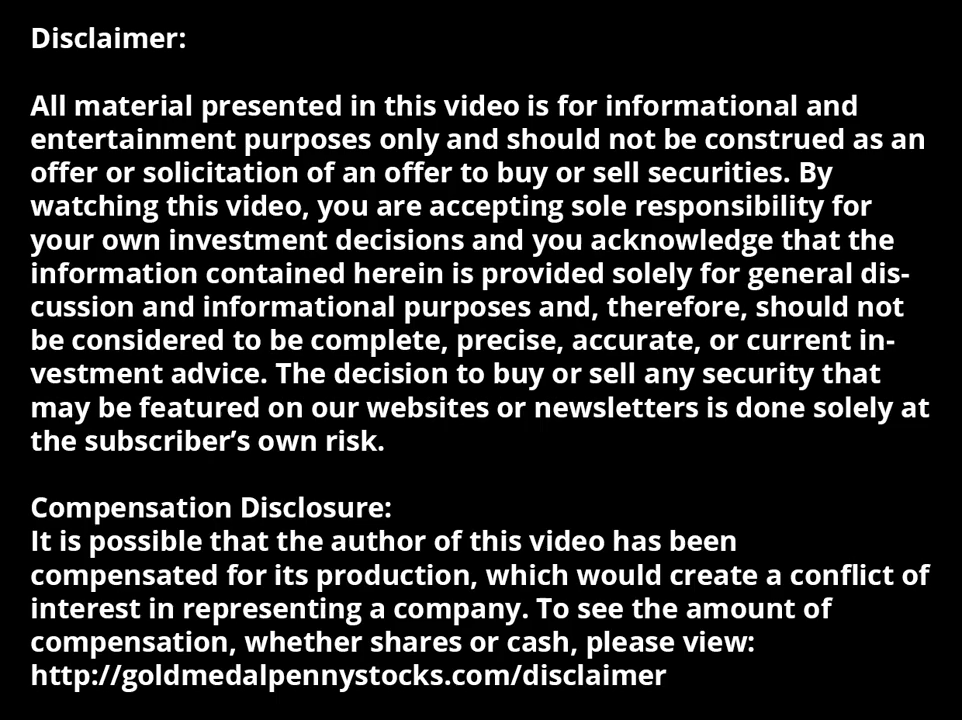 Disclaimer:
All material presented in this video is for informational and
entertainment purposes only and should not be construed as an
offer or solicitation of an offer to buy or sell securities. By
watching this video, you are accepting sole responsibility for
your own investment decisions and you acknowledge that the
information contained herein is provided solely for general dis-
cussion and informational purposes and, therefore, should not
be considered to be complete, precise, accurate, or current in-
vestment advice. The decision to buy or sell any security that
may be featured on our websites or newsletters is done solely at
the subscriber’s own risk.
Compensation Disclosure:
It is possible that the author of this video has been
compensated for its production, which would create a conflict of
interest in representing a company. To see the amount of
compensation, whether shares or cash, please view:
http://goldmedalpennystocks.com/disclaimer